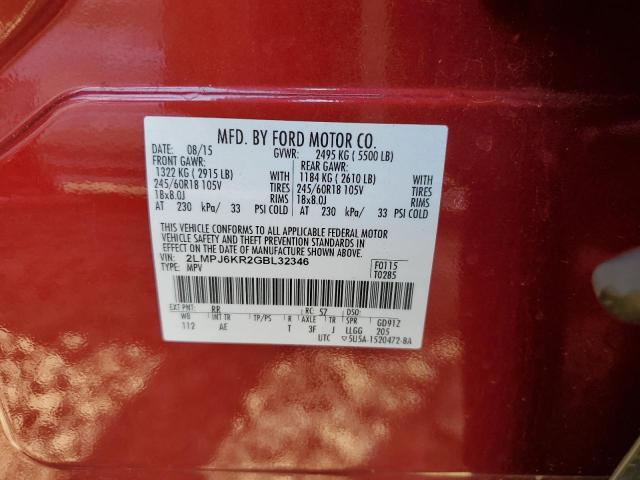 MFD. BY FORD MOTOR CO.
DATE: 08/15 GVWR: 2495 KG ( 5500 LB)
FRONT GAWR: REAR GAWR:
1322 KG ( 2915 LB) WITH 1184 KG ( 2610 LB) WITH
245/60R18 105V TIRES 245/60R18 105V TIRES
18x8.0J RIMS 18x8.0J RIMS
AT 230 kPa/ 33 PSI COLD AT 230 kPa/ 33 PSI COLD
THIS VEHICLE CONFORMS TO ALL APPLICABLE FEDERAL MOTOR
VEHICLE SAFETY AND THEFT PREVENTION STANDARDS IN
EFFECT ON THE DATE OF MANUFACTURE SHOWN ABOVE.
VIN: 2LMPJ6KR2GBL32346 F0115
TYPE: MPV T0285
EXT PNT: RR RC: 52 DSO:
WB INT TR TP/PS R AXLE TR SPR GD91Z
112 AE T 3F J LLGG 205
UTC ▽5U5A-1520472-BA